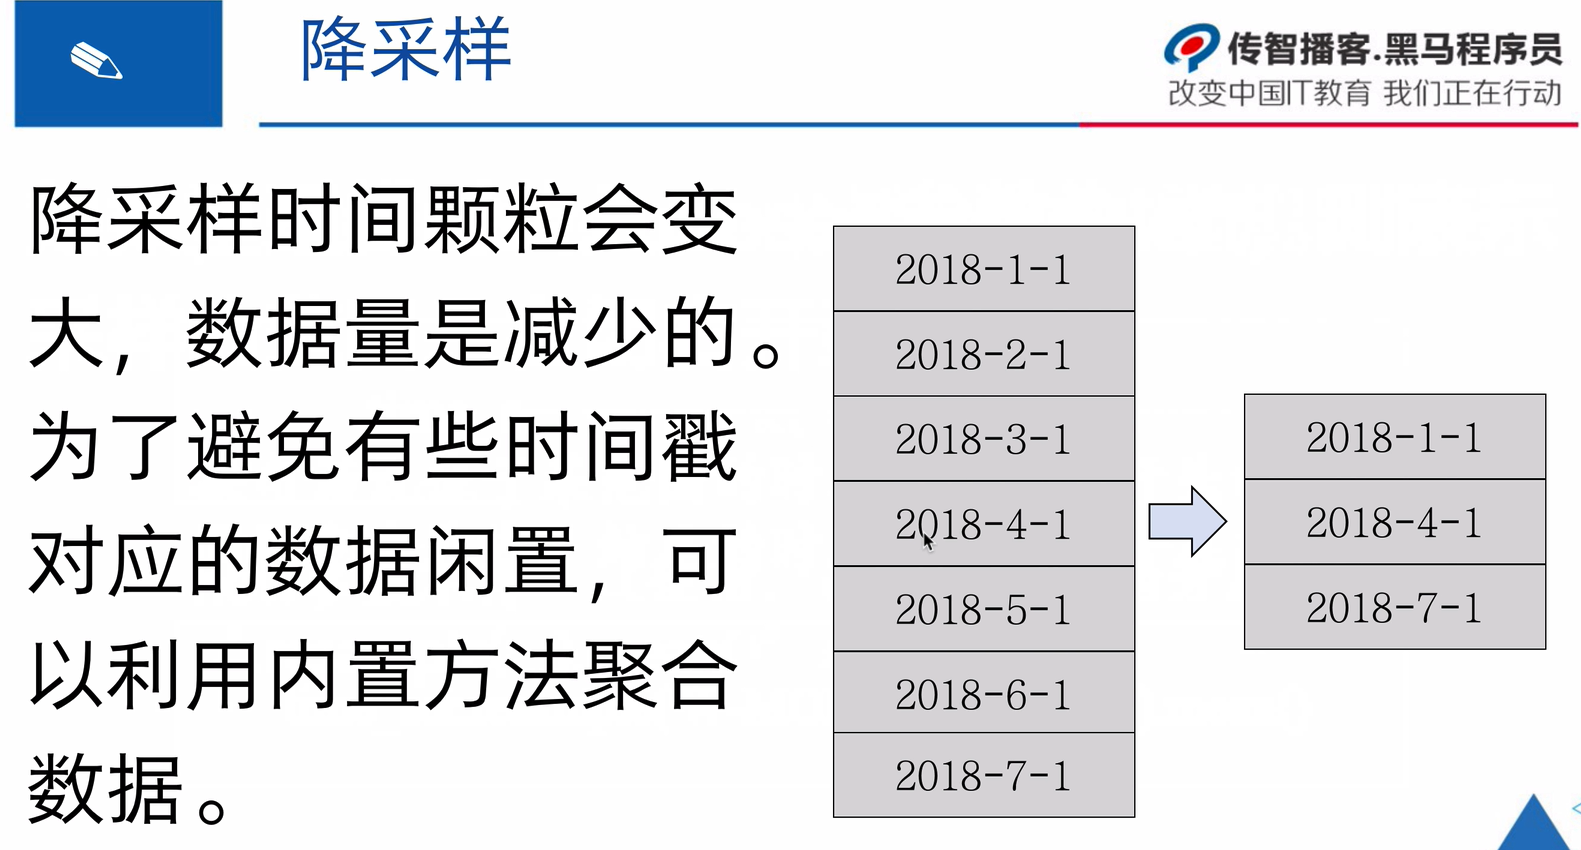 降采样
传智播客.黑马程序员
改变中国IT教育 我们正在行动
降采样时间颗粒会变
大，数据量是减少的。
为了避免有些时间戳
对应的数据闲置，可
以利用内置方法聚合
数据。
2018-1-1
2018-2-1
2018-3-1
2018-4-1
2018-5-1
2018-6-1
2018-7-1
2018-1-1
2018-4-1
2018-7-1